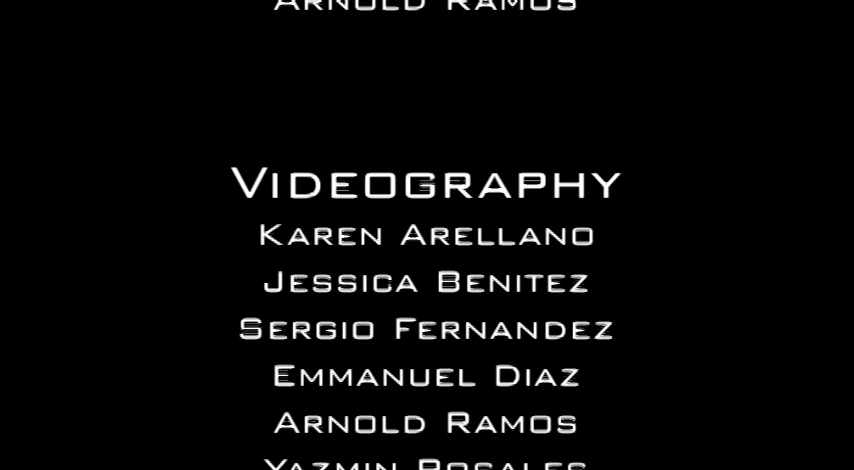 Arnold Ramos
Videography
Karen Arellano
Jessica Benitez
Sergio Fernandez
Emmanuel Diaz
Arnold Ramos
Yazmin Rosales